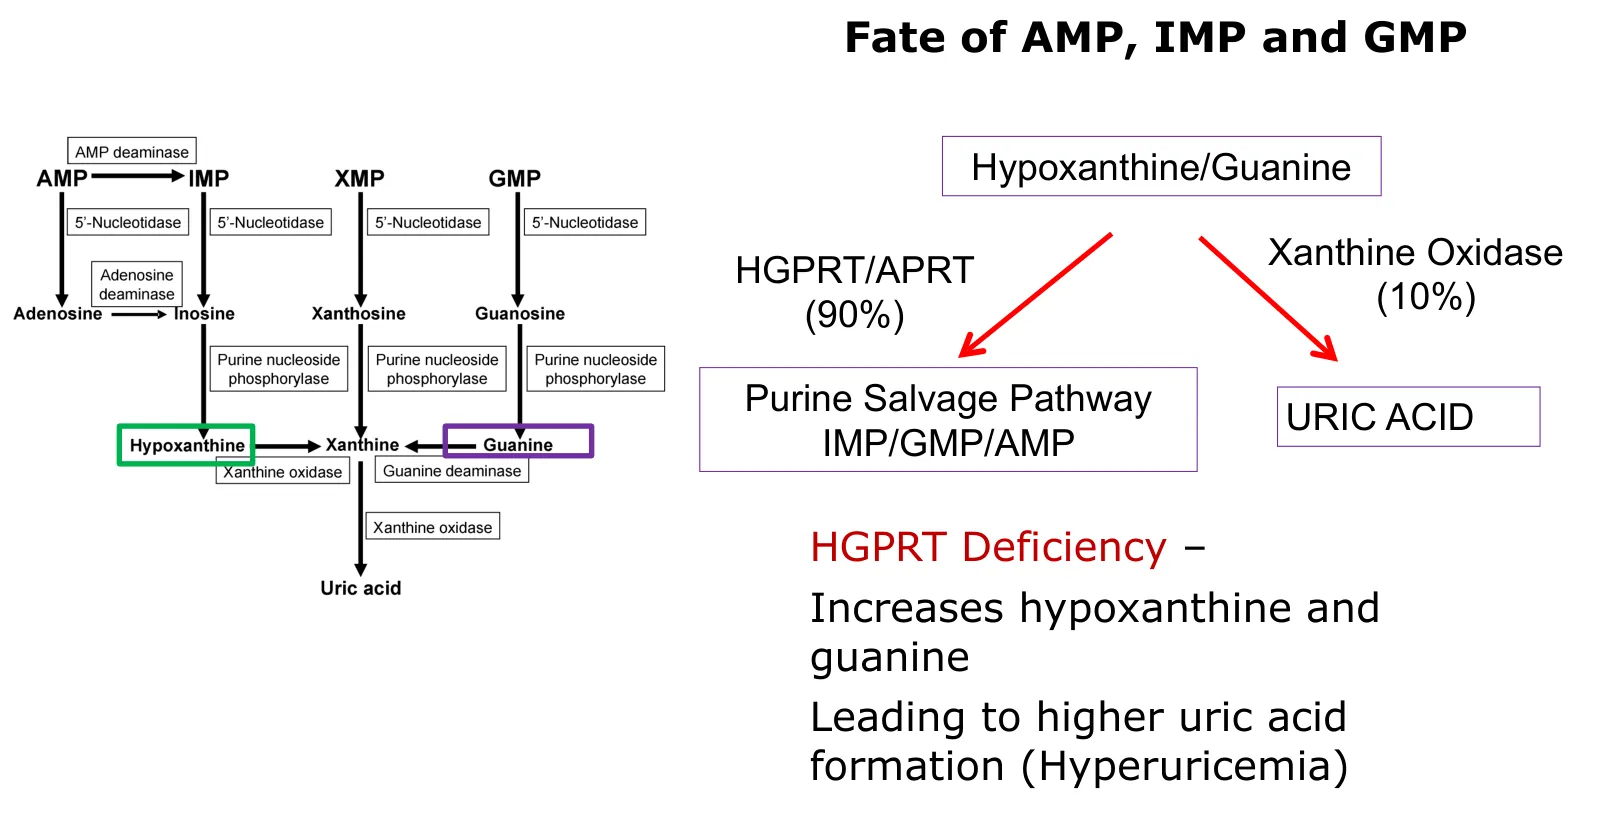 Fate of AMP, IMP and GMP
AMP deaminase
AMP
IMP
XMP
GMP
5’-Nucleotidase
5’-Nucleotidase
5’-Nucleotidase
5’-Nucleotidase
Adenosine
deaminase
Adenosine
Inosine
Xanthosine
Guanosine
Purine nucleoside
phosphorylase
Purine nucleoside
phosphorylase
Purine nucleoside
phosphorylase
Hypoxanthine
Xanthine
Guanine
Xanthine oxidase
Guanine deaminase
Xanthine oxidase
Uric acid
Hypoxanthine/Guanine
HGPRT/APRT
(90%)
Xanthine Oxidase
(10%)
Purine Salvage Pathway
IMP/GMP/AMP
URIC ACID
HGPRT Deficiency –
Increases hypoxanthine and
guanine
Leading to higher uric acid
formation (Hyperuricemia)